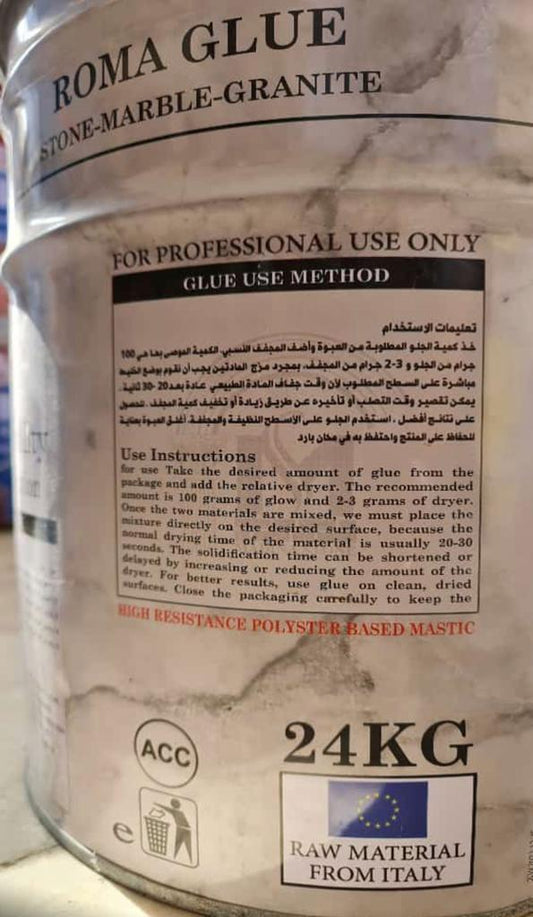 ROMA GLUE
STONE-MARBLE-GRANITE
FOR PROFESSIONAL USE ONLY
GLUE USE METHOD
تعليمات الإستخدام
خذ كمية الجلو المطلوبة من العبوة وأضف المجفف النسبي. الكمية الموصى بها هي 100
جرام من الجلو و 3-2 جرام من المجفف، بمجرد مزج المادتين يجب أن نقوم بوضع الخليط
مباشرة على السطح المطلوب لأن وقت جفاف المادة الطبيعي عادة بعد 20-30 ثانية.
يمكن تقصير وقت التصلب أو تأخيره عن طريق زيادة أو تخفيف كمية المجفف. للحصول
على نتائج أفضل، استخدم الجلو على الأسطح النظيفة والمجففة. أغلق العبوة بعناية
للحفاظ على المنتج واحتفظ به في مكان بارد
Use Instructions
for use Take the desired amount of glue from the
package and add the relative dryer. The recommended
amount is 100 grams of glow and 2-3 grams of dryer.
Once the two materials are mixed, we must place the
mixture directly on the desired surface, because the
normal drying time of the material is usually 20-30
seconds. The solidification time can be shortened or
delayed by increasing or reducing the amount of the
dryer. For better results, use glue on clean, dried
surfaces. Close the packaging carefully to keep the
HIGH RESISTANCE POLYSTER BASED MASTIC
ACC
24KG
e
RAW MATERIAL
FROM ITALY